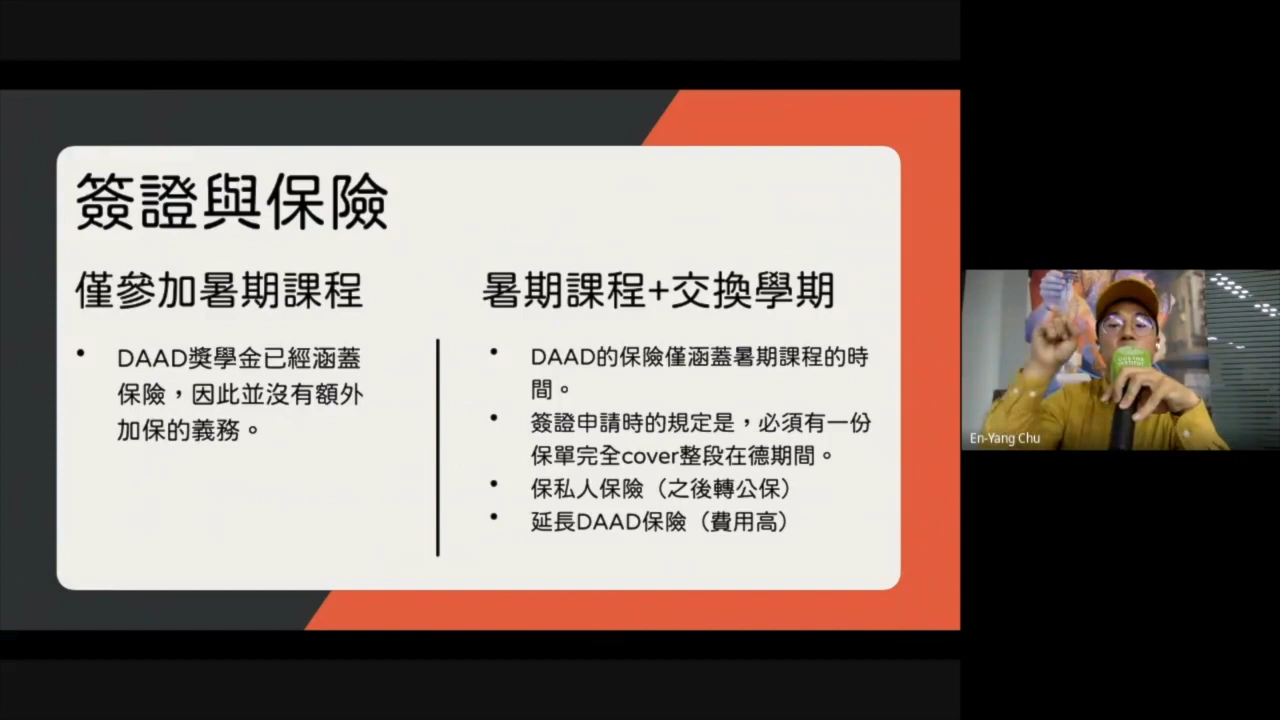 簽證與保險
僅參加暑期課程
DAAD獎學金已經涵蓋
保險，因此並沒有額外
加保的義務。
暑期課程+交換學期
DAAD的保險僅涵蓋暑期課程的時
間。
簽證申請時的規定是，必須有一份
保單完全cover整段在德期間。
保私人保險（之後轉公保）
延長DAAD保險（費用高）
En-Yang Chu